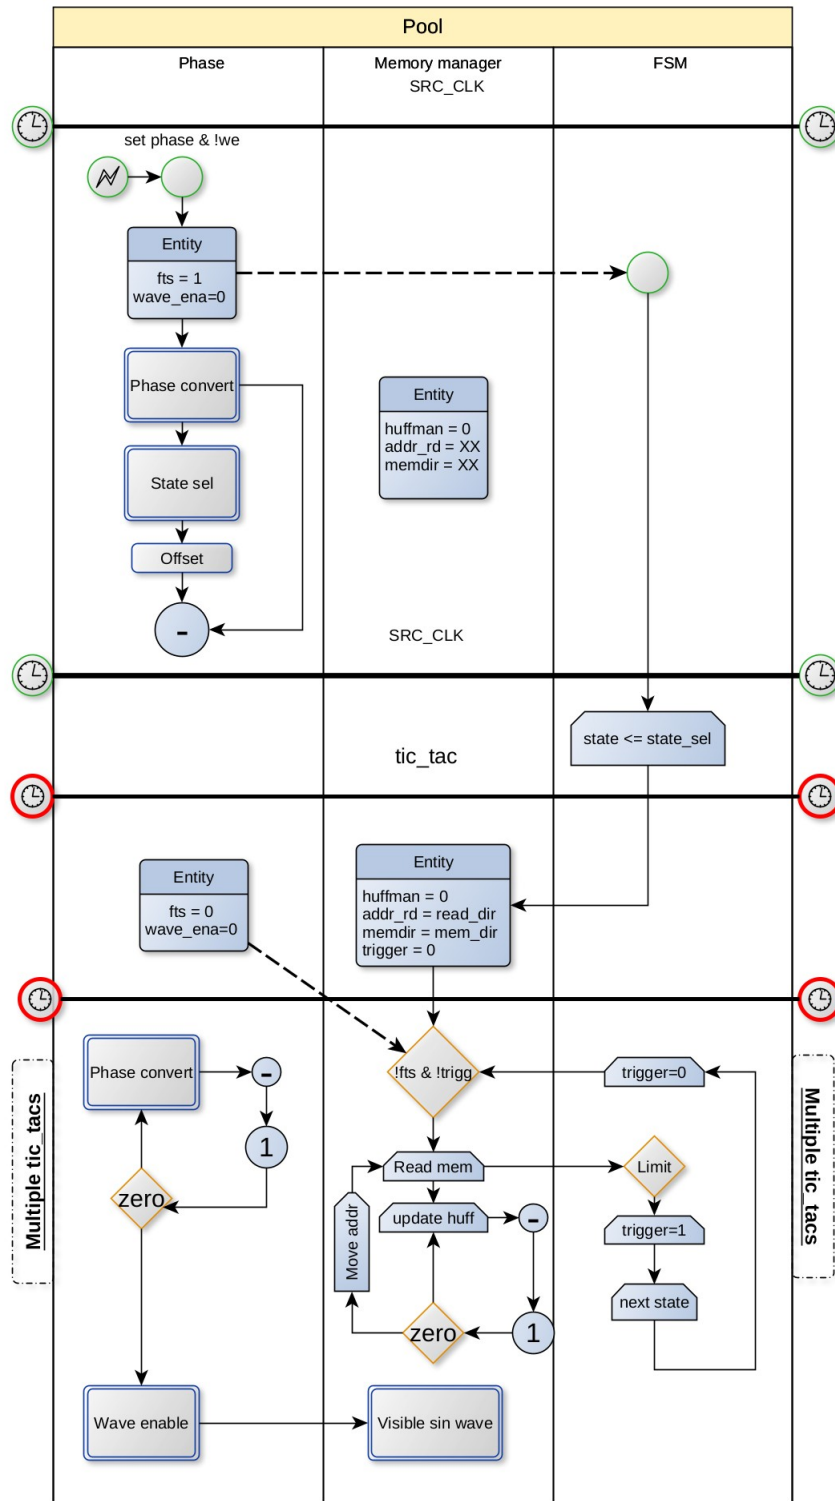 Pool
Phase
Memory manager
FSM
SRC_CLK
set phase & !we
Entity
fts = 1
wave_ena=0
Phase convert
State sel
Offset
-
Entity
huffman = 0
addr_rd = XX
memdir = XX
SRC_CLK
state <= state_sel
tic_tac
Entity
fts = 0
wave_ena=0
Entity
huffman = 0
addr_rd = read_dir
memdir = mem_dir
trigger = 0
Multiple tic_tacs
Phase convert
-
1
zero
Wave enable
!fts & !trigg
Read mem
update huff
-
Move addr
zero
1
Visible sin wave
trigger=0
Limit
trigger=1
next state
Multiple tic_tacs